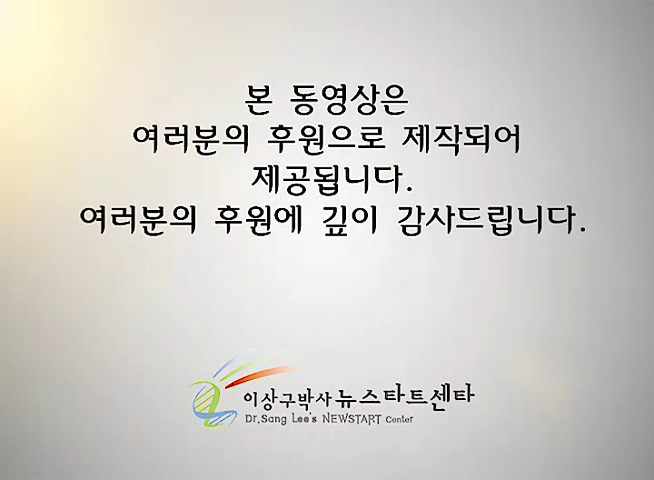 본 동영상은
여러분의 후원으로 제작되어
제공됩니다.
여러분의 후원에 깊이 감사드립니다.
이상구박사 뉴스타트센타
Dr.Sang Lee's NEWSTART Center